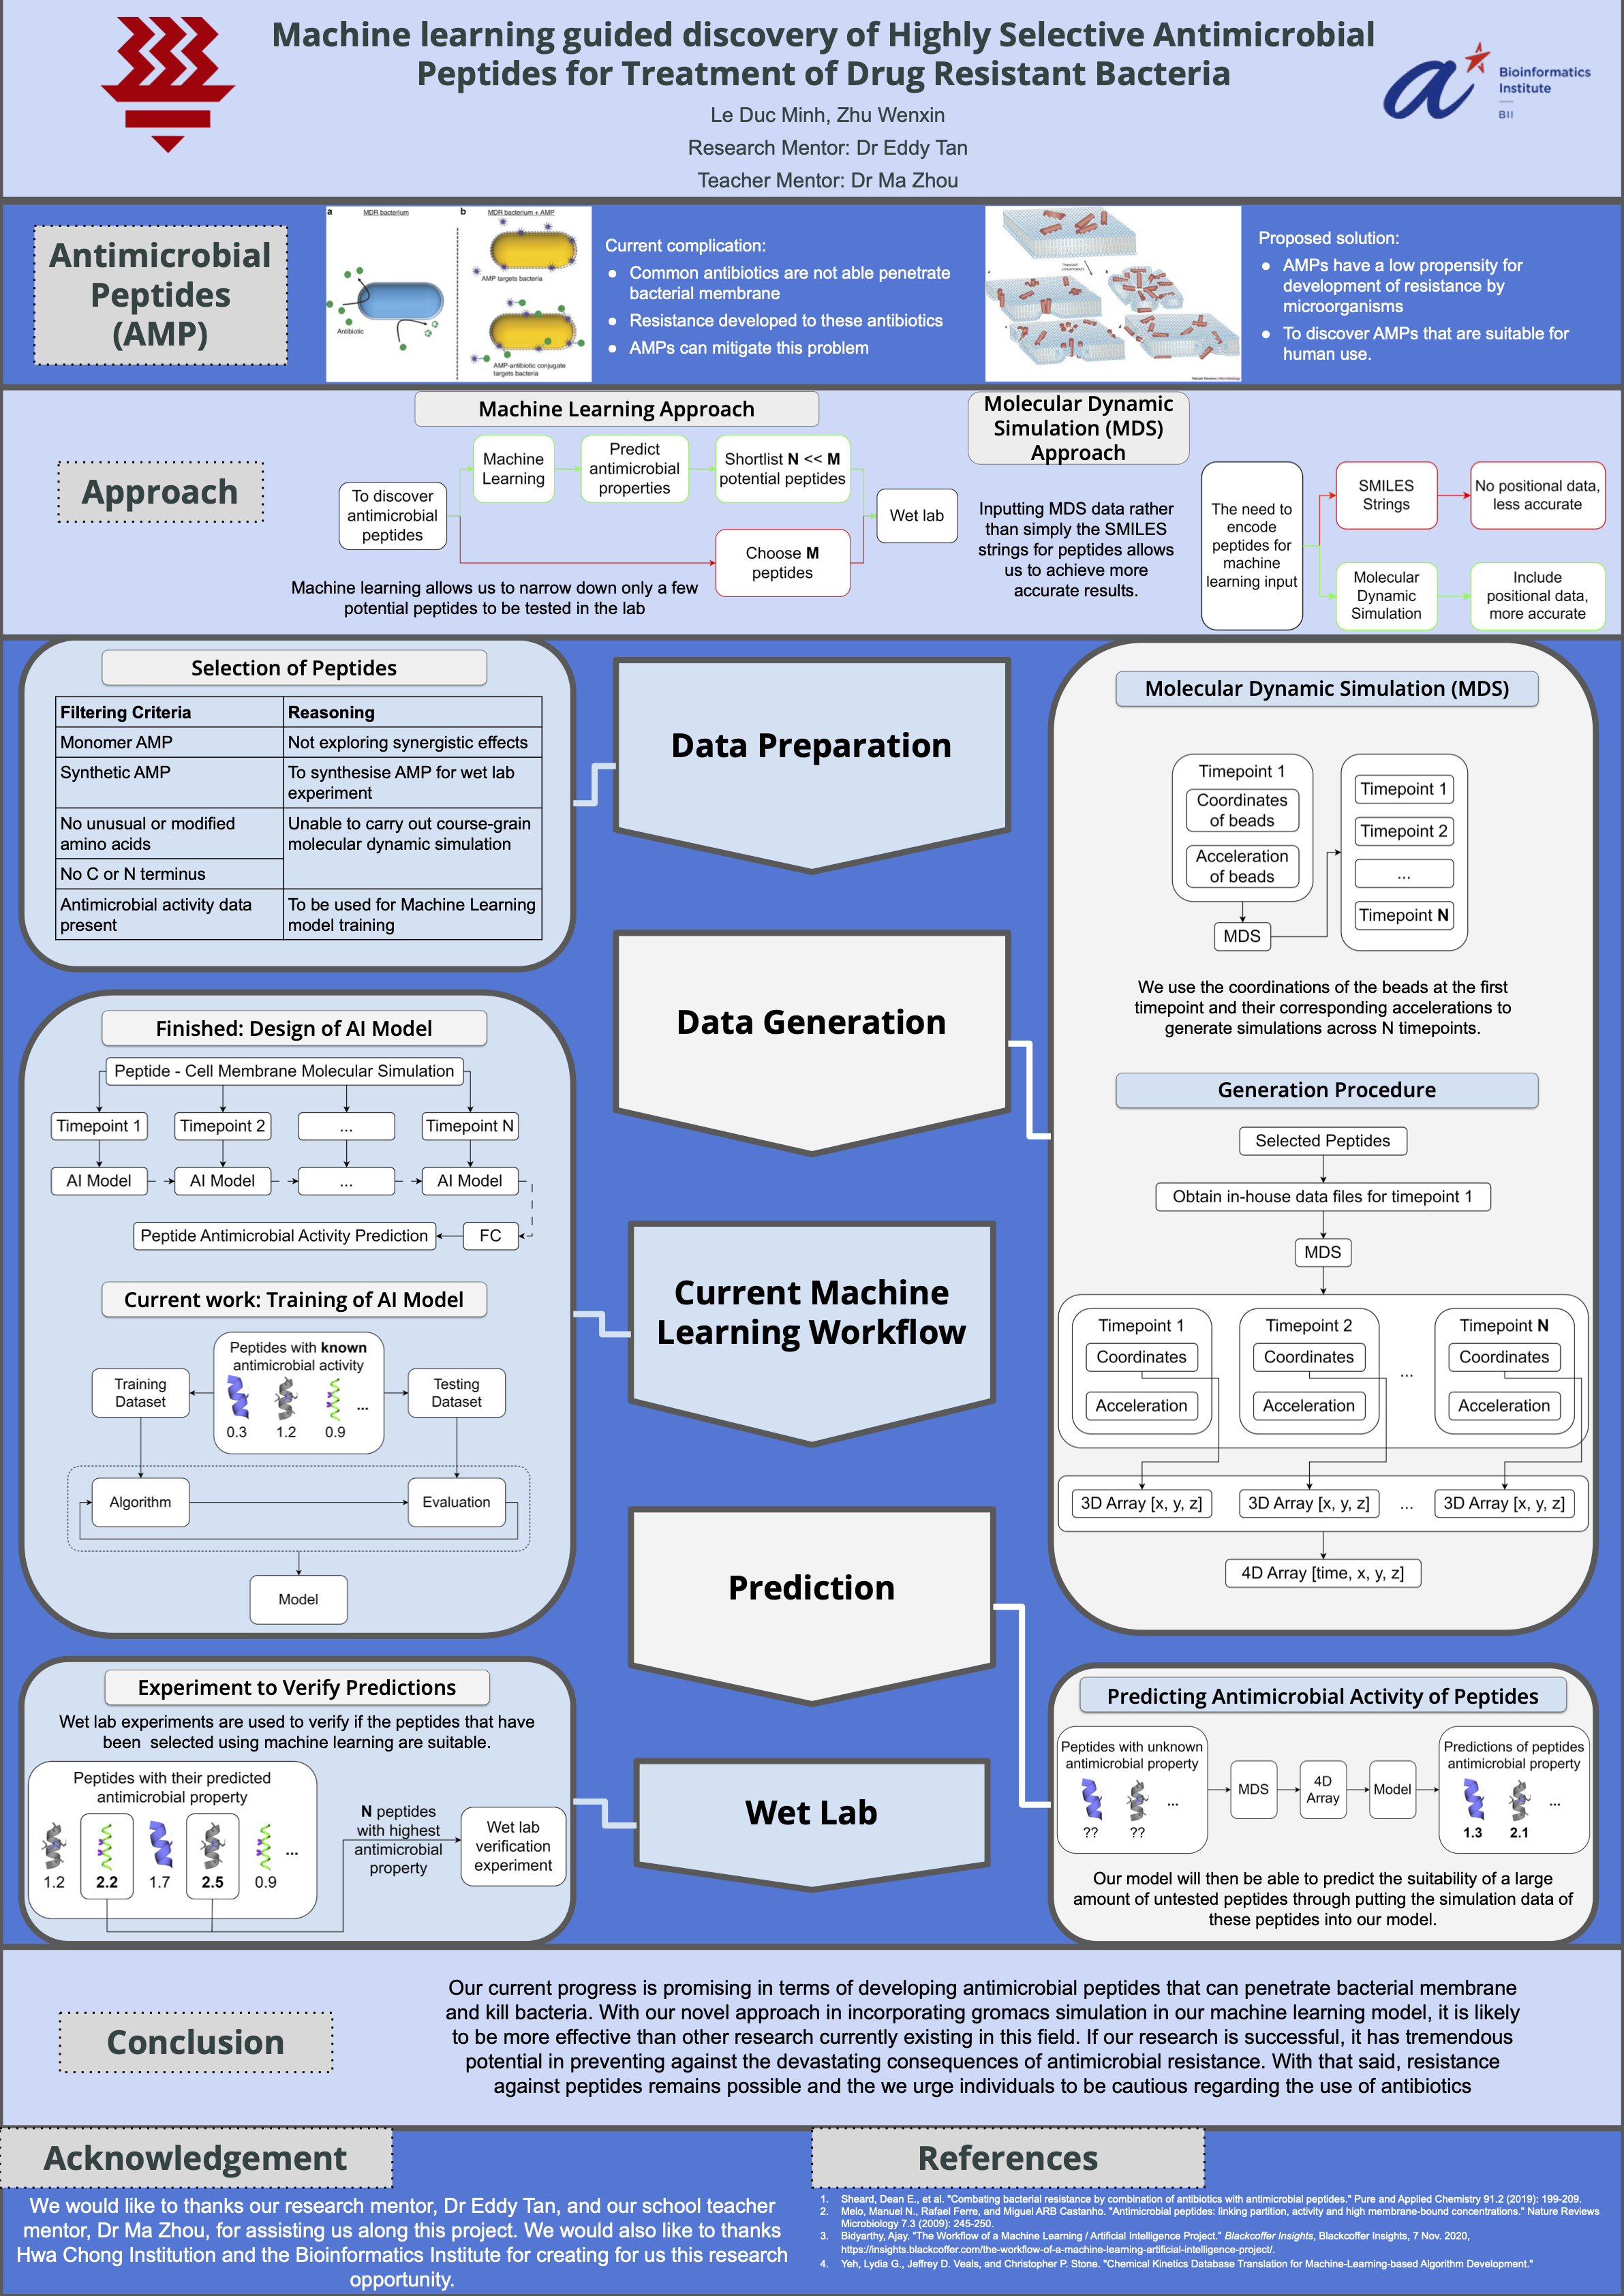 Machine learning guided discovery of Highly Selective Antimicrobial
Peptides for Treatment of Drug Resistant Bacteria
Le Duc Minh, Zhu Wenxin
Research Mentor: Dr Eddy Tan
Teacher Mentor: Dr Ma Zhou
a
Bioinformatics
Institute
BII
Antimicrobial
Peptides
(AMP)
a
MDR bacterium
Antibiotic
b
MDR bacterium + AMP
AMP targets bacteria
AMP-antibiotic conjugate
targets bacteria
Current complication:
● Common antibiotics are not able penetrate
bacterial membrane
● Resistance developed to these antibiotics
● AMPs can mitigate this problem
Threshold
concentration
Nature Reviews | Microbiology
Proposed solution:
● AMPs have a low propensity for
development of resistance by
microorganisms
● To discover AMPs that are suitable for
human use.
Approach
Machine Learning Approach
To discover
antimicrobial
peptides
Machine
Learning
Predict
antimicrobial
properties
Shortlist N << M
potential peptides
Choose M
peptides
Wet lab
Machine learning allows us to narrow down only a few
potential peptides to be tested in the lab
Molecular Dynamic
Simulation (MDS)
Approach
Inputting MDS data rather
than simply the SMILES
strings for peptides allows
us to achieve more
accurate results.
The need to
encode
peptides for
machine
learning input
SMILES
Strings
No positional data,
less accurate
Molecular
Dynamic
Simulation
Include
positional data,
more accurate
Selection of Peptides
Filtering Criteria
Reasoning
Monomer AMP
Not exploring synergistic effects
Synthetic AMP
To synthesise AMP for wet lab
experiment
No unusual or modified
amino acids
Unable to carry out course-grain
molecular dynamic simulation
No C or N terminus
Antimicrobial activity data
present
To be used for Machine Learning
model training
Data Preparation
Data Generation
Current Machine
Learning Workflow
Prediction
Wet Lab
Molecular Dynamic Simulation (MDS)
Timepoint 1
Coordinates
of beads
Acceleration
of beads
MDS
Timepoint 1
Timepoint 2
...
Timepoint N
We use the coordinations of the beads at the first
timepoint and their corresponding accelerations to
generate simulations across N timepoints.
Generation Procedure
Selected Peptides
Obtain in-house data files for timepoint 1
MDS
Timepoint 1
Coordinates
Acceleration
Timepoint 2
Coordinates
Acceleration
...
Timepoint N
Coordinates
Acceleration
3D Array [x, y, z]
3D Array [x, y, z]
...
3D Array [x, y, z]
4D Array [time, x, y, z]
Finished: Design of AI Model
Peptide - Cell Membrane Molecular Simulation
Timepoint 1
Timepoint 2
...
Timepoint N
AI Model
AI Model
...
AI Model
Peptide Antimicrobial Activity Prediction
FC
Current work: Training of AI Model
Peptides with known
antimicrobial activity
0.3
1.2
0.9
...
Training
Dataset
Testing
Dataset
Algorithm
Evaluation
Model
Experiment to Verify Predictions
Wet lab experiments are used to verify if the peptides that have
been selected using machine learning are suitable.
Peptides with their predicted
antimicrobial property
1.2
2.2
1.7
2.5
0.9
...
N peptides
with highest
antimicrobial
property
Wet lab
verification
experiment
Predicting Antimicrobial Activity of Peptides
Peptides with unknown
antimicrobial property
??
??
...
MDS
4D
Array
Model
Predictions of peptides
antimicrobial property
1.3
2.1
...
Our model will then be able to predict the suitability of a large
amount of untested peptides through putting the simulation data of
these peptides into our model.
Conclusion
Our current progress is promising in terms of developing antimicrobial peptides that can penetrate bacterial membrane
and kill bacteria. With our novel approach in incorporating gromacs simulation in our machine learning model, it is likely
to be more effective than other research currently existing in this field. If our research is successful, it has tremendous
potential in preventing against the devastating consequences of antimicrobial resistance. With that said, resistance
against peptides remains possible and the we urge individuals to be cautious regarding the use of antibiotics
Acknowledgement
We would like to thanks our research mentor, Dr Eddy Tan, and our school teacher
mentor, Dr Ma Zhou, for assisting us along this project. We would also like to thanks
Hwa Chong Institution and the Bioinformatics Institute for creating for us this research
opportunity.
References
1. Sheard, Dean E., et al. "Combating bacterial resistance by combination of antibiotics with antimicrobial peptides." Pure and Applied Chemistry 91.2 (2019): 199-209.
2. Melo, Manuel N., Rafael Ferre, and Miguel ARB Castanho. "Antimicrobial peptides: linking partition, activity and high membrane-bound concentrations." Nature Reviews
Microbiology 7.3 (2009): 245-250.
3. Bidyarthy, Ajay. "The Workflow of a Machine Learning / Artificial Intelligence Project." Blackcoffer Insights, Blackcoffer Insights, 7 Nov. 2020,
https://insights.blackcoffer.com/the-workflow-of-a-machine-learning-artificial-intelligence-project/.
4. Yeh, Lydia G., Jeffrey D. Veals, and Christopher P. Stone. "Chemical Kinetics Database Translation for Machine-Learning-based Algorithm Development."